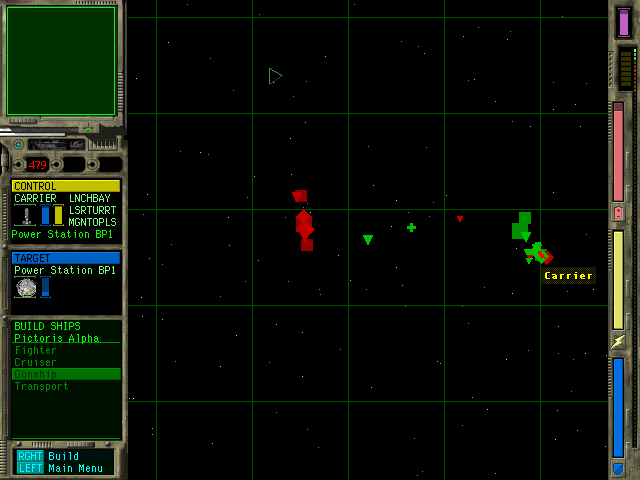 479
CONTROL
CARRIER LNCHBAY
LSRTURRT
MGNTOPLS
Power Station BP1
TARGET
Power Station BP1
BUILD SHIPS
Pictoris Alpha
Fighter
Cruiser
Gunship
Transport
RGHT Build
LEFT Main Menu
Carrier